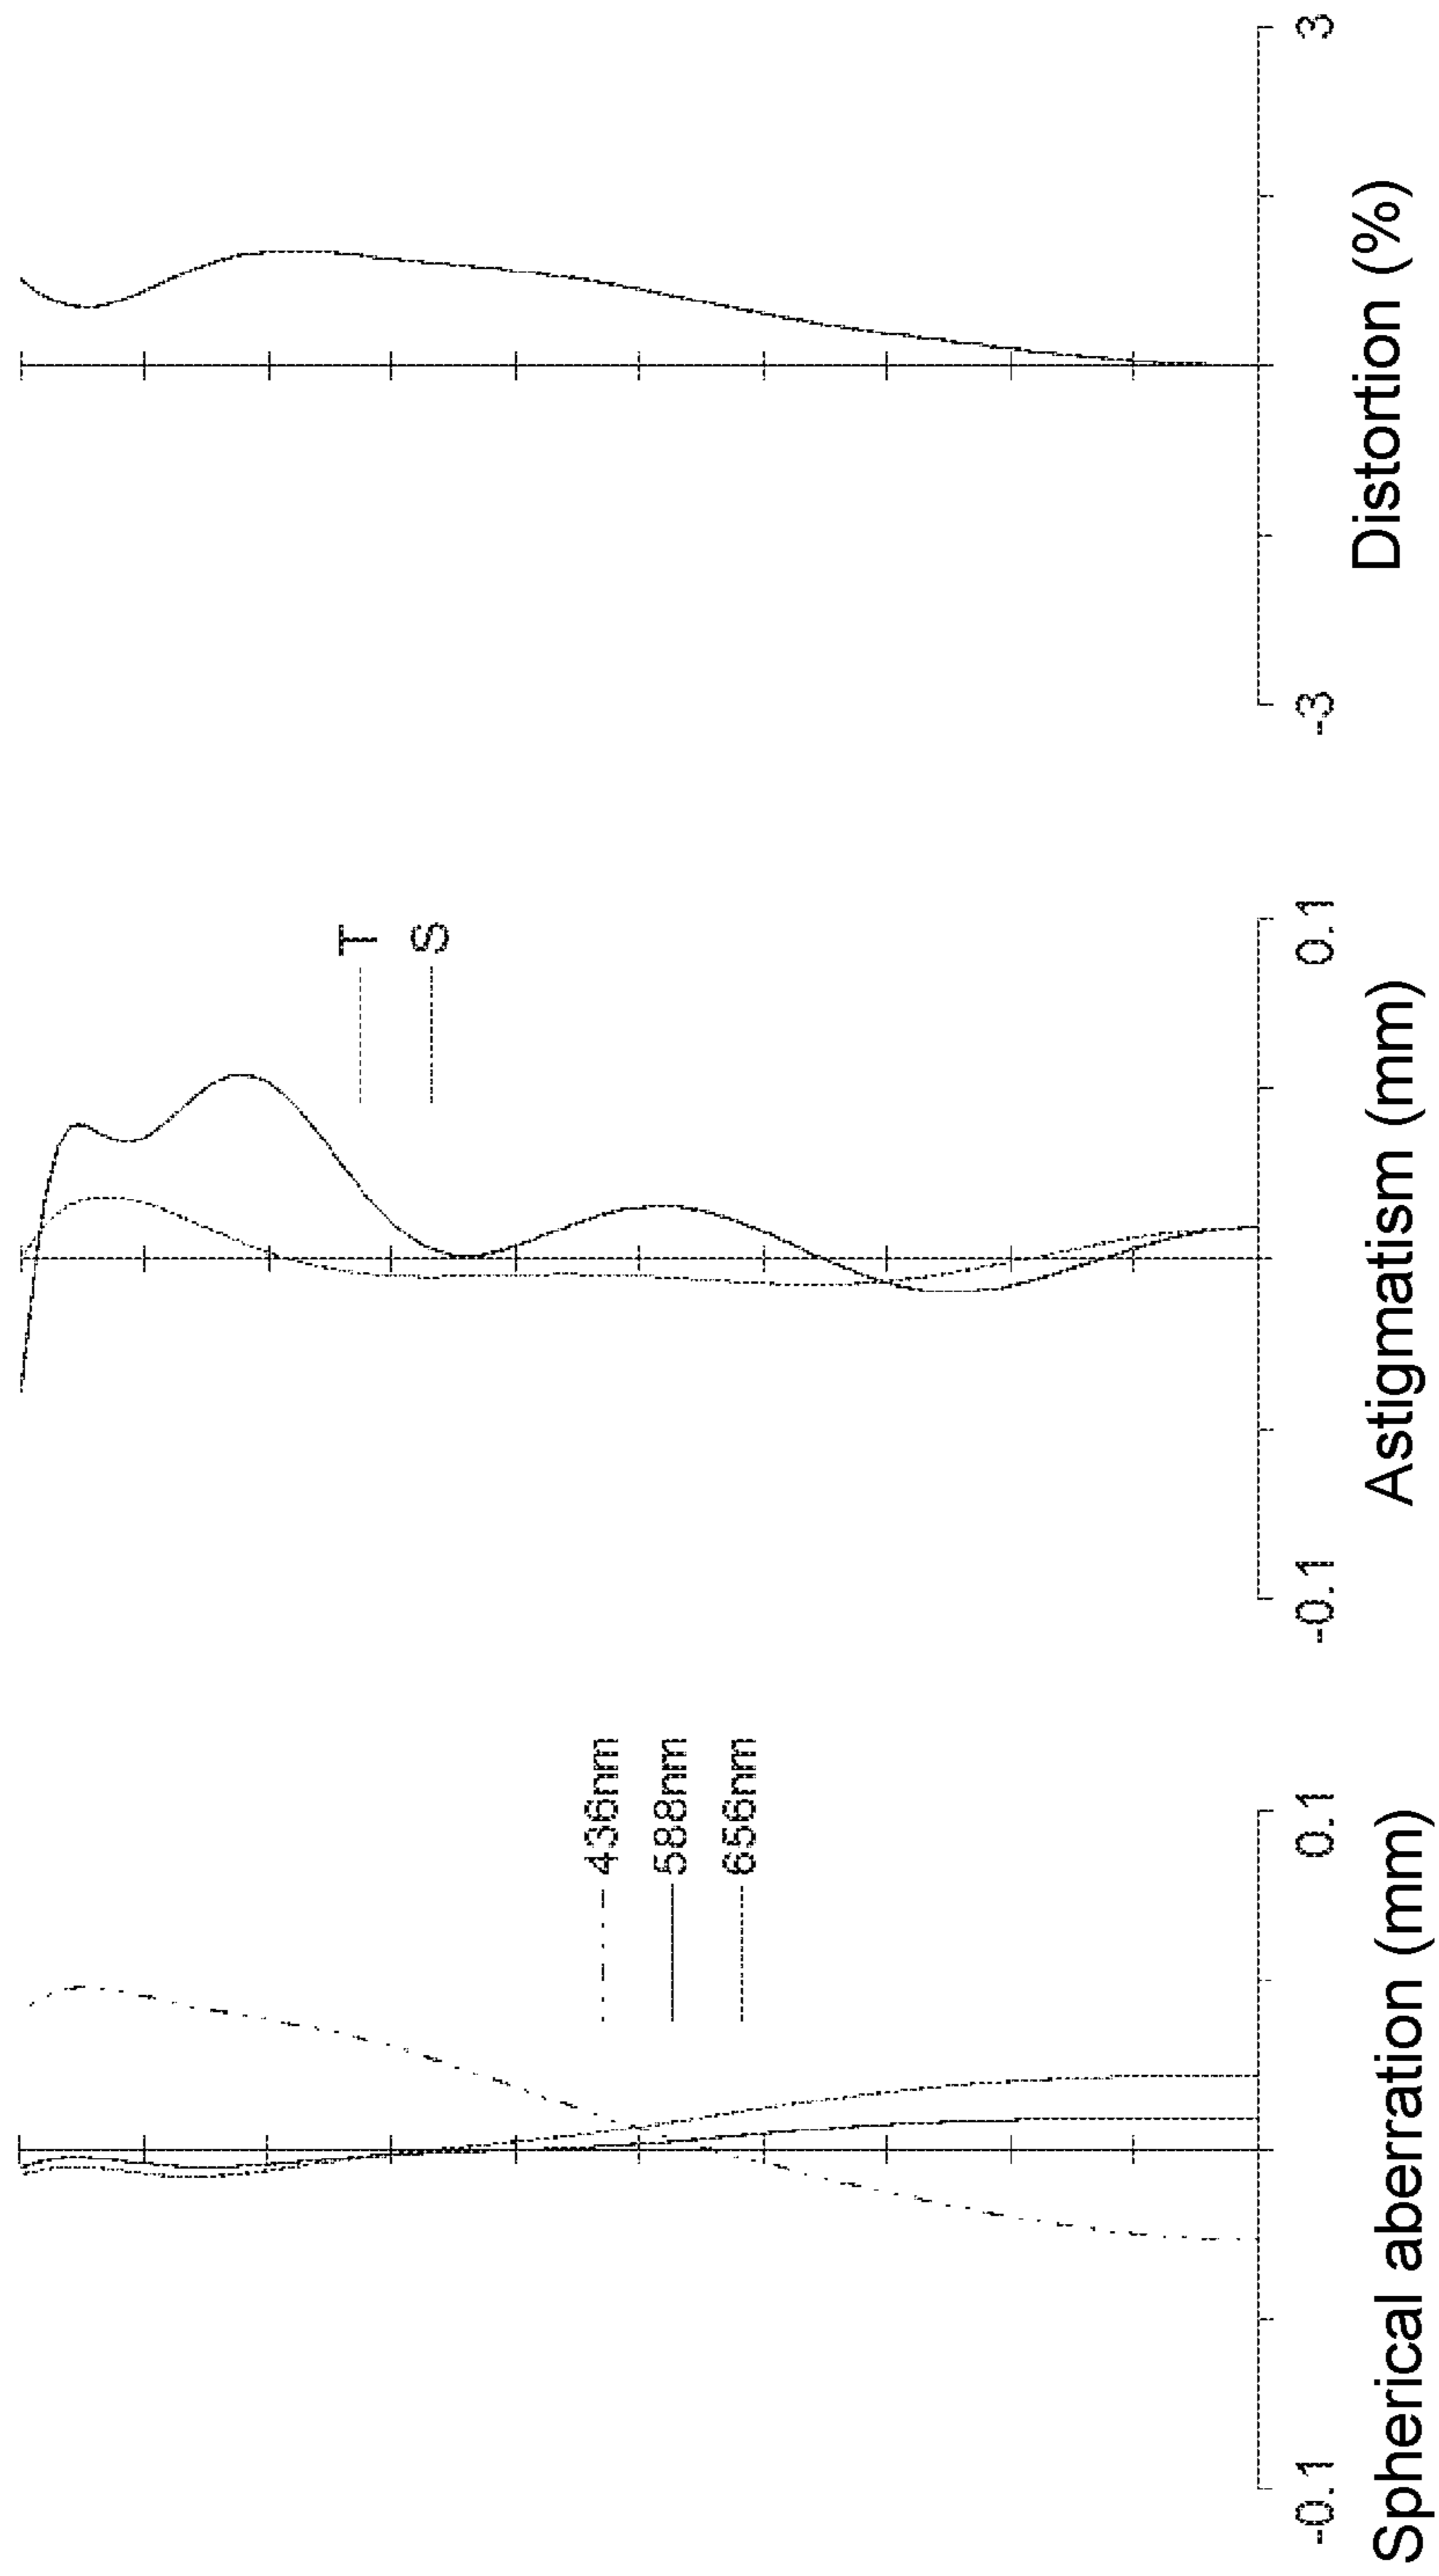 436nm
588nm
656nm
-0.1
0.1
Spherical aberration (mm)
T
S
-0.1
0.1
Astigmatism (mm)
-3
3
Distortion (%)